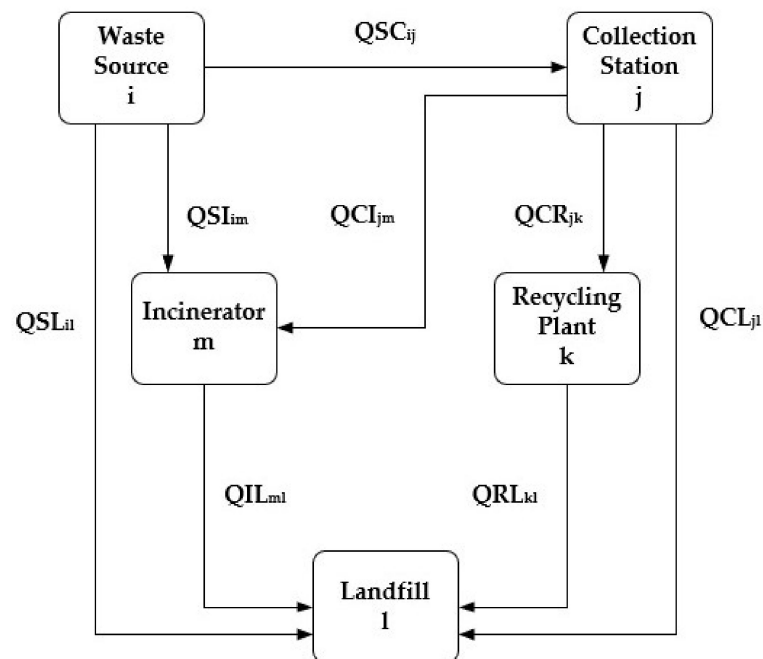 Waste
Source
i
QSCij
Collection
Station
j
QSIim
QCIjm
QCRjk
QSLil
Incinerator
m
Recycling
Plant
k
QCLjl
QILml
QRLkl
Landfill
l